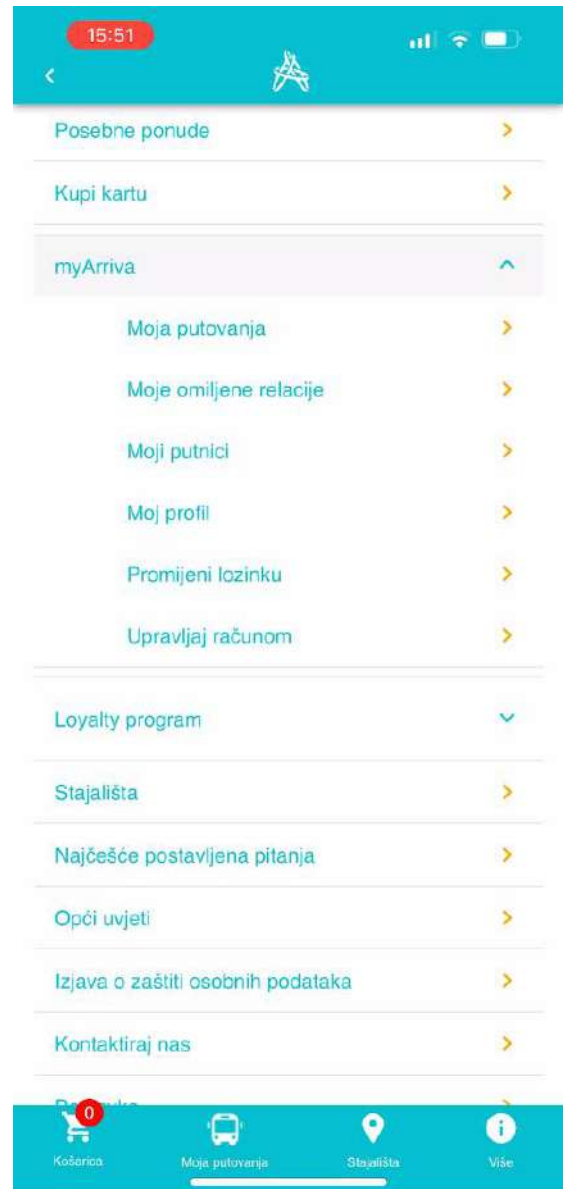 15:51
Posebne ponude
Kupi kartu
myArriva
Moja putovanja
Moje omiljene relacije
Moji putnici
Moj profil
Promijeni lozinku
Upravljaj računom
Loyalty program
Stajališta
Najčešće postavljena pitanja
Opći uvjeti
Izjava o zaštiti osobnih podataka
Kontaktiraj nas
0
Košarica
Moja putovanja
Stajališta
Više